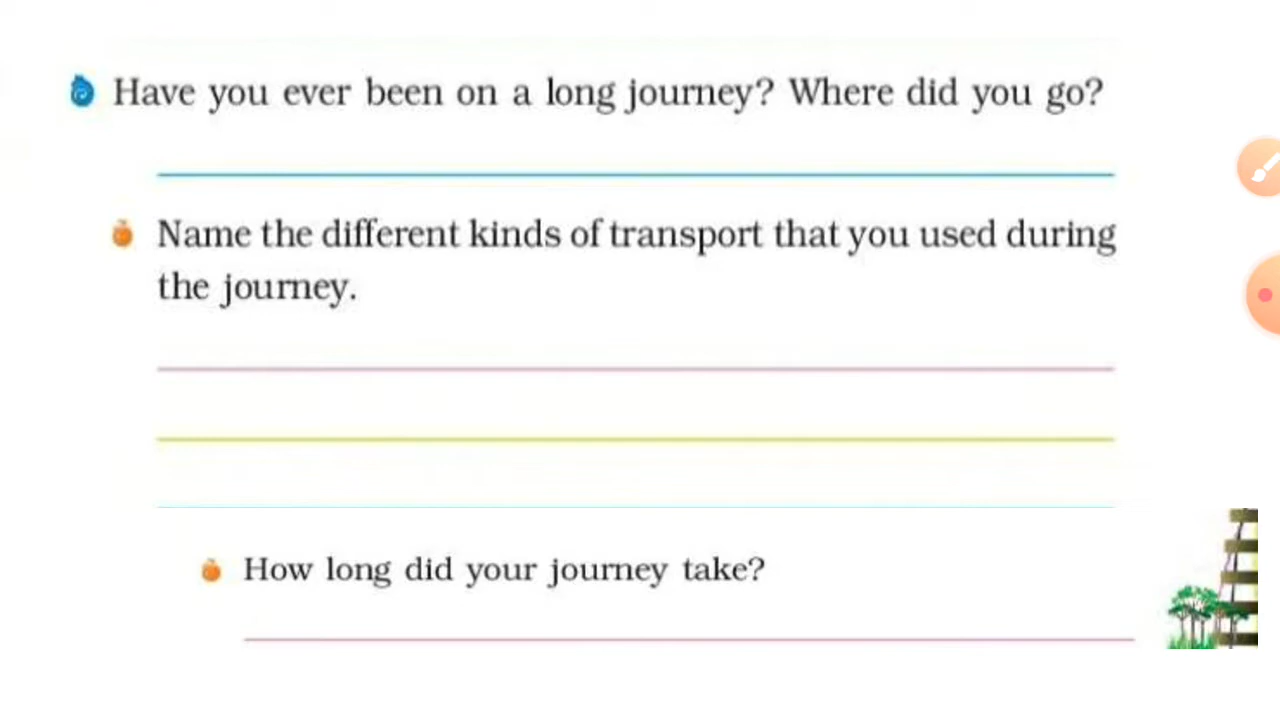 Have you ever been on a long journey? Where did you go?
Name the different kinds of transport that you used during
the journey.
How long did your journey take?